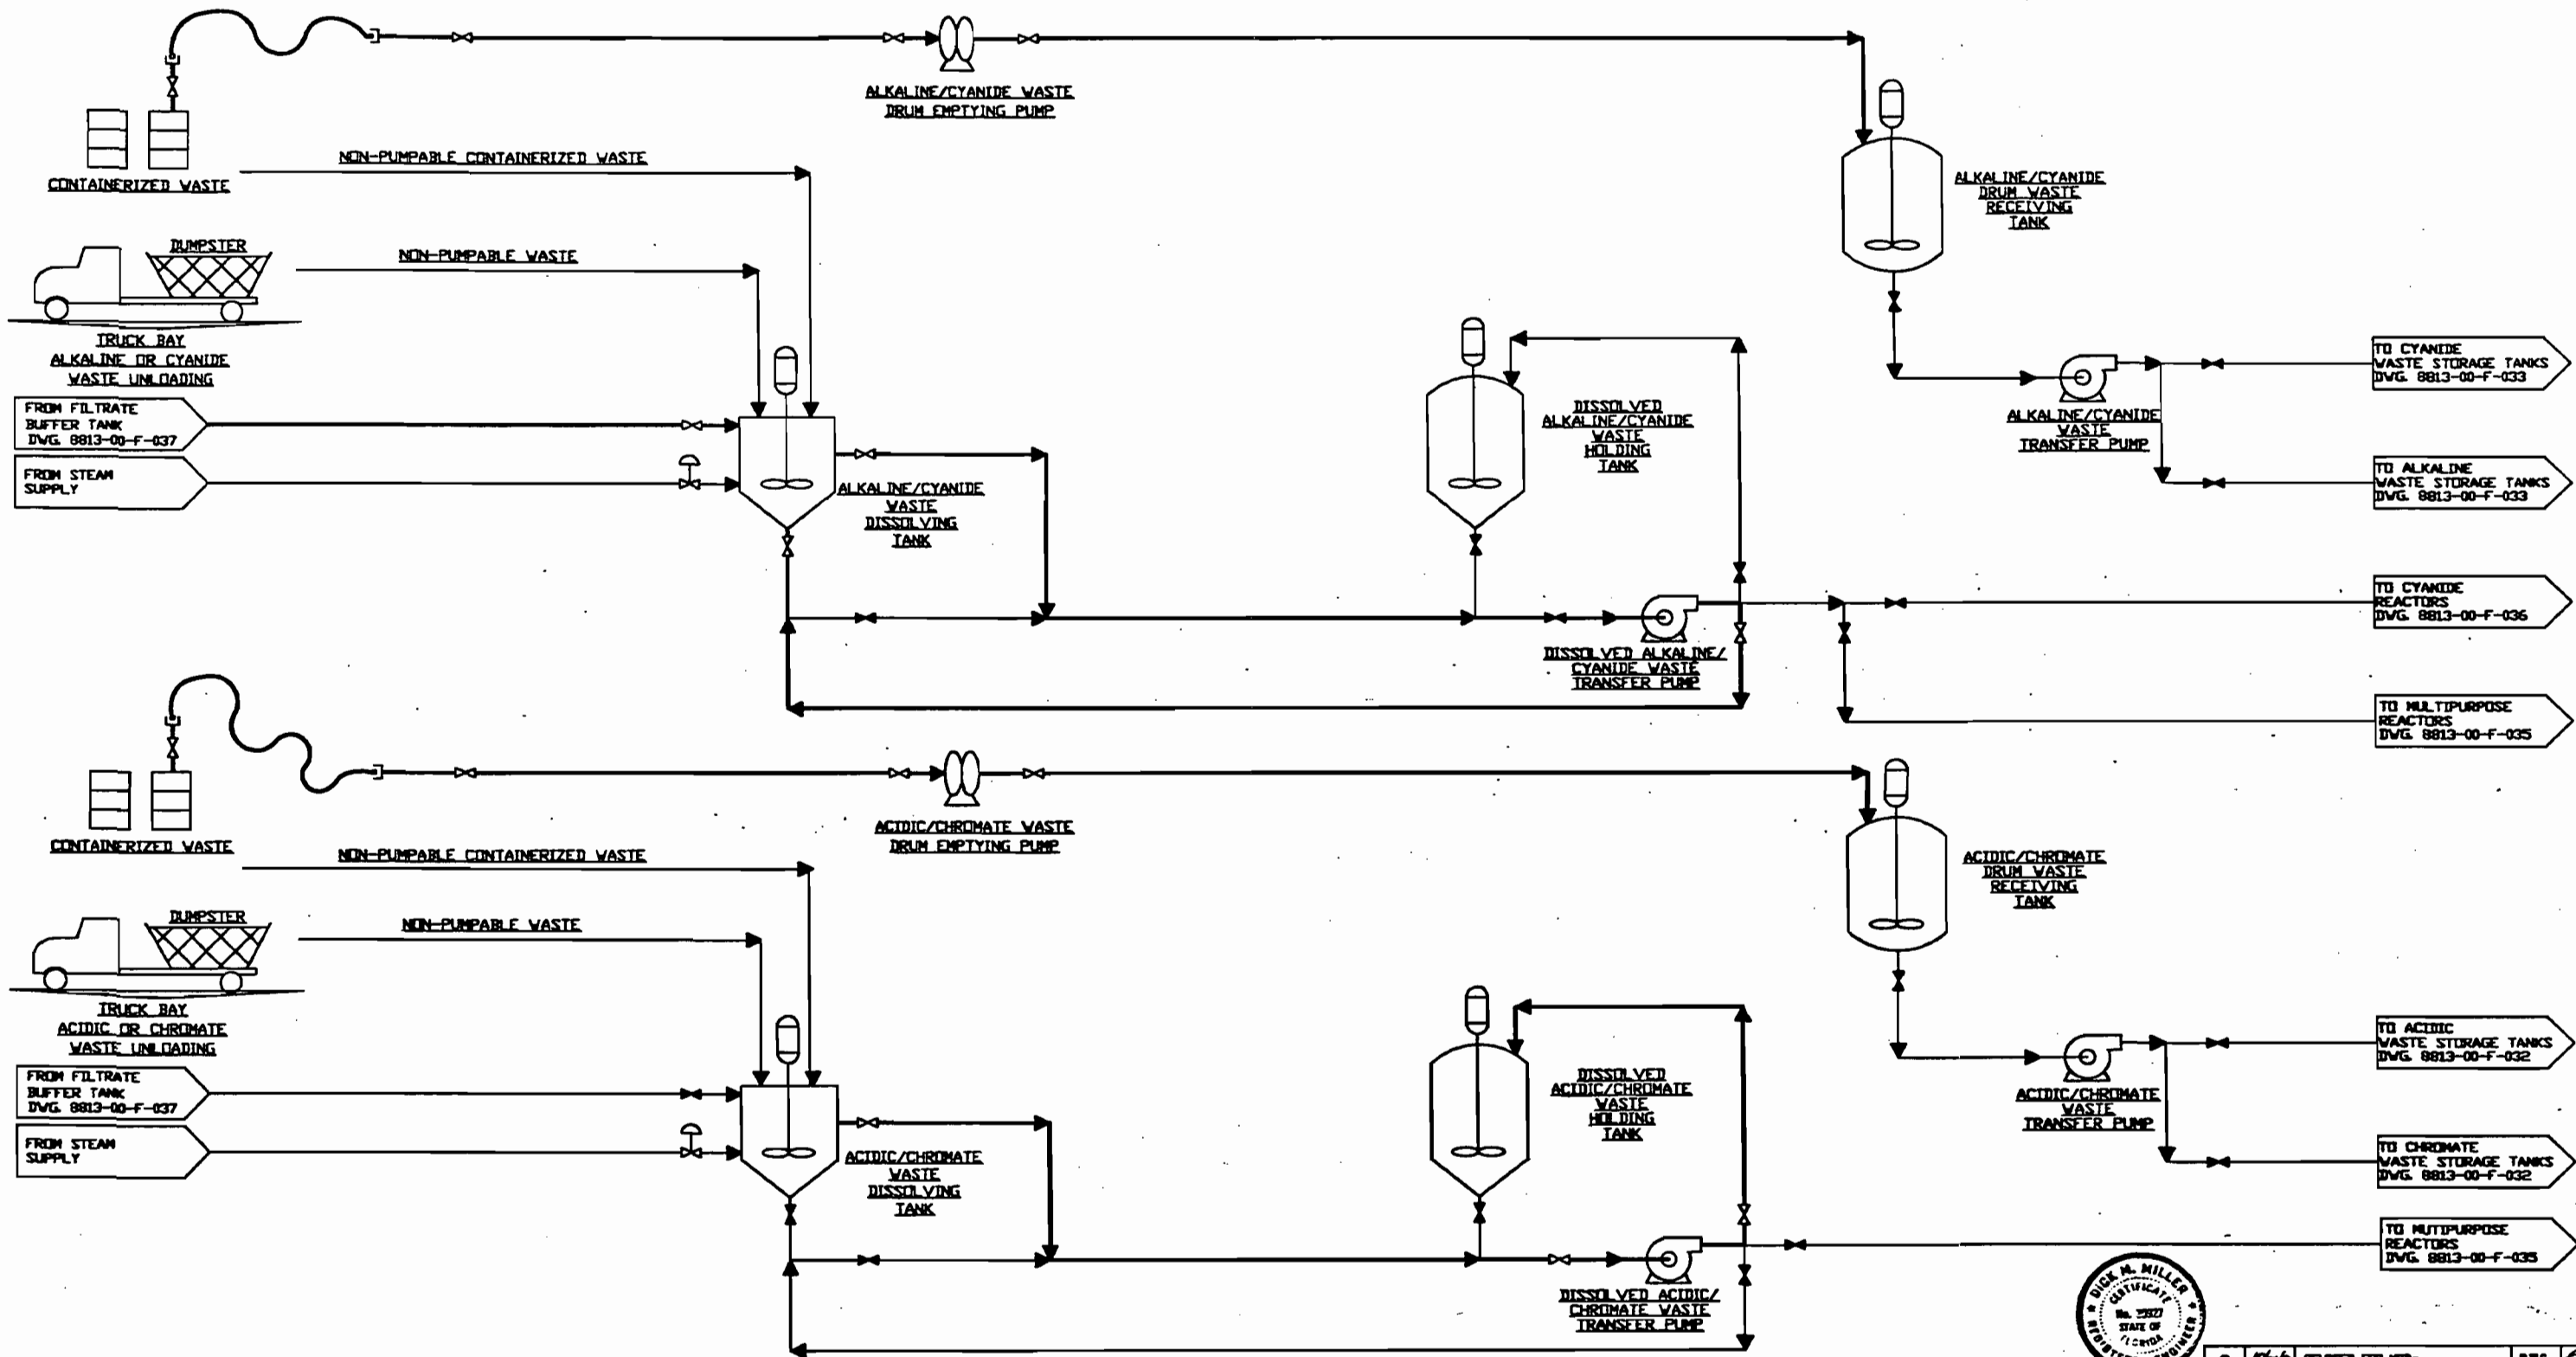 ALKALINE/CYANIDE WASTE
DRUM EMPTYING PUMP
CONTAINERIZED WASTE
NON-PUMPABLE CONTAINERIZED WASTE
ALKALINE/CYANIDE
DRUM WASTE
RECEIVING
TANK
DUMPSTER
NON-PUMPABLE WASTE
TRUCK BAY
ALKALINE OR CYANIDE
WASTE UNLOADING
FROM FILTRATE
BUFFER TANK
DWG. 8813-00-F-037
FROM STEAM
SUPPLY
ALKALINE/CYANIDE
WASTE
DISSOLVING
TANK
DISSOLVED
ALKALINE/CYANIDE
WASTE
HOLDING
TANK
ALKALINE/CYANIDE
WASTE
TRANSFER PUMP
TO CYANIDE
WASTE STORAGE TANKS
DWG. 8813-00-F-033
TO ALKALINE
WASTE STORAGE TANKS
DWG. 8813-00-F-033
TO CYANIDE
REACTORS
DWG. 8813-00-F-036
DISSOLVED ALKALINE/
CYANIDE WASTE
TRANSFER PUMP
TO MULTIPURPOSE
REACTORS
DWG. 8813-00-F-035
ACIDIC/CHROMATE WASTE
DRUM EMPTYING PUMP
CONTAINERIZED WASTE
NON-PUMPABLE CONTAINERIZED WASTE
ACIDIC/CHROMATE
DRUM WASTE
RECEIVING
TANK
DUMPSTER
NON-PUMPABLE WASTE
TRUCK BAY
ACIDIC OR CHROMATE
WASTE UNLOADING
FROM FILTRATE
BUFFER TANK
DWG. 8813-00-F-037
FROM STEAM
SUPPLY
ACIDIC/CHROMATE
WASTE
DISSOLVING
TANK
DISSOLVED
ACIDIC/CHROMATE
WASTE
HOLDING
TANK
ACIDIC/CHROMATE
WASTE
TRANSFER PUMP
TO ACIDIC
WASTE STORAGE TANKS
DWG. 8813-00-F-032
TO CHROMATE
WASTE STORAGE TANKS
DWG. 8813-00-F-032
TO MUTIPURPOSE
REACTORS
DWG. 8813-00-F-035
DISSOLVED ACIDIC/
CHROMATE WASTE
TRANSFER PUMP
DICK M. MILLER
CERTIFICATE
No.
STATE OF
FLORIDA